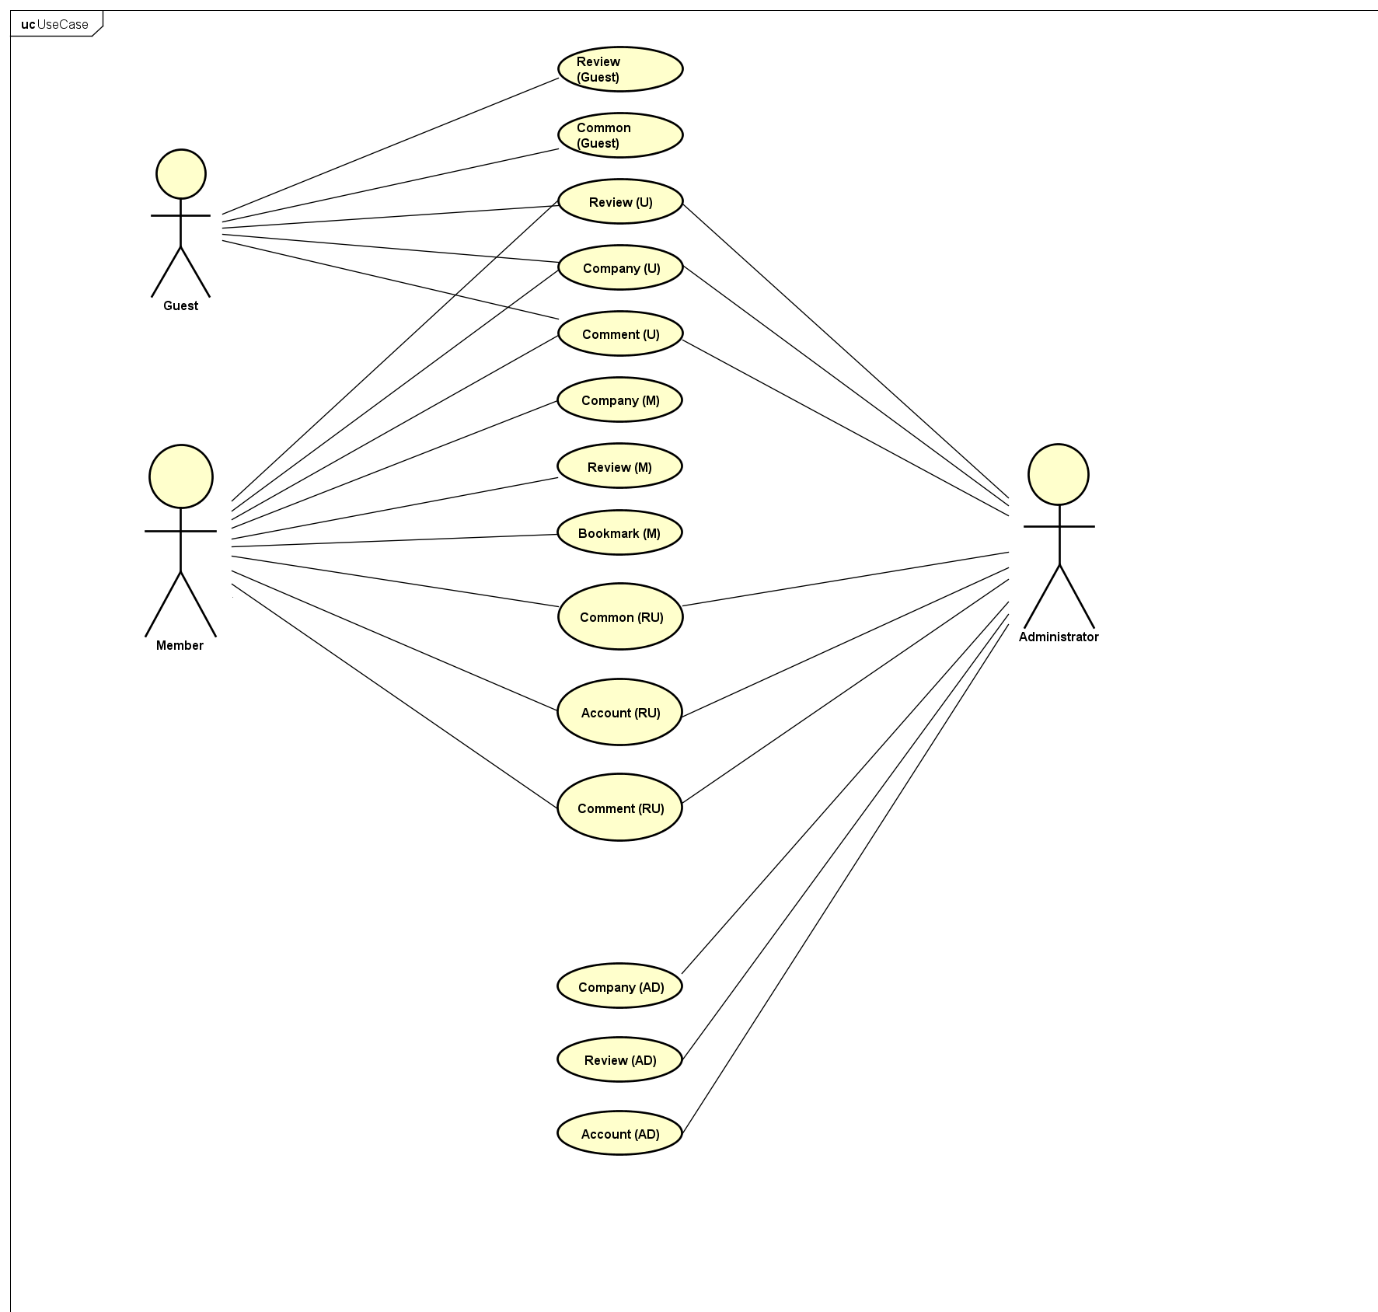 uc UseCase
Review
(Guest)
Common
(Guest)
Review (U)
Company (U)
Guest
Comment (U)
Company (M)
Review (M)
Bookmark (M)
Common (RU)
Administrator
Member
Account (RU)
Comment (RU)
Company (AD)
Review (AD)
Account (AD)